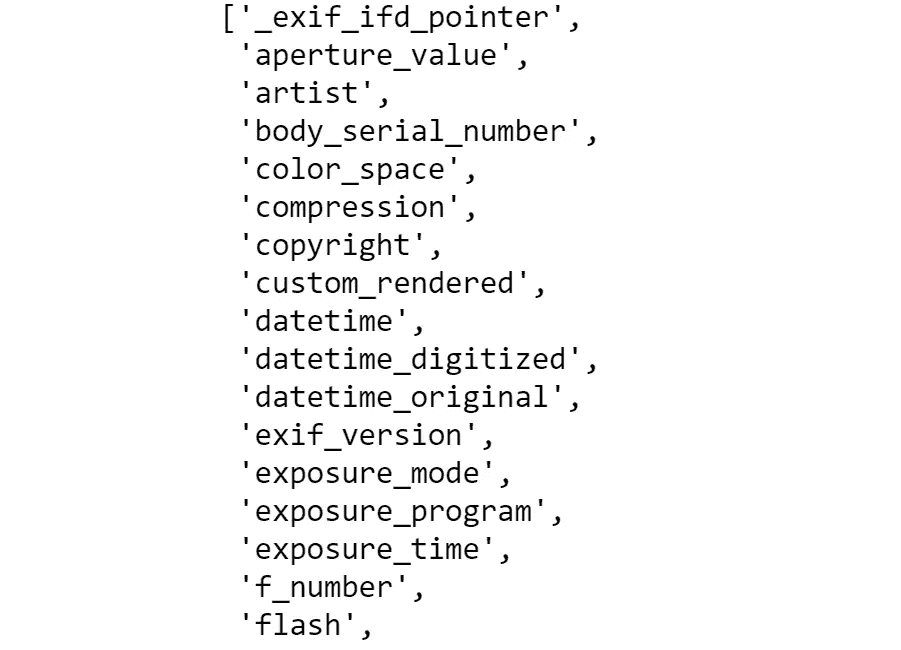 ['_exif_ifd_pointer',
'aperture_value',
'artist',
'body_serial_number',
'color_space',
'compression',
'copyright',
'custom_rendered',
'datetime',
'datetime_digitized',
'datetime_original',
'exif_version',
'exposure_mode',
'exposure_program',
'exposure_time',
'f_number',
'flash',